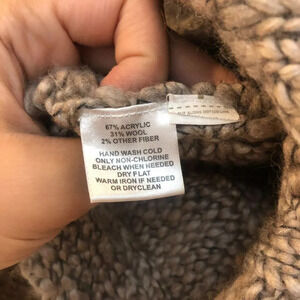 67% ACRYLIC
31% WOOL
2% OTHER FIBER
HAND WASH COLD
ONLY NON-CHLORINE
BLEACH WHEN NEEDED
DRY FLAT
WARM IRON IF NEEDED
OR DRYCLEAN